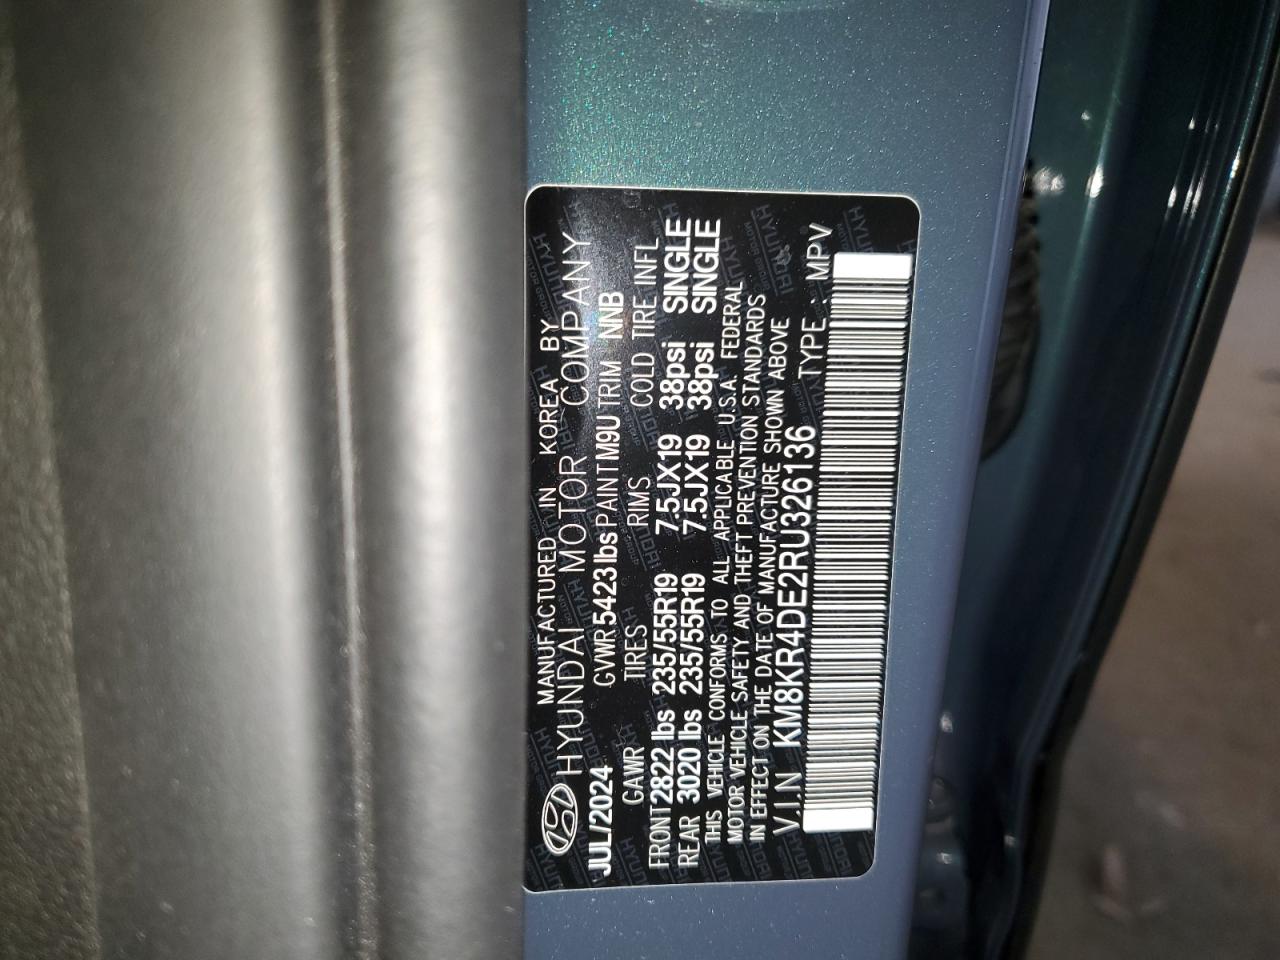 MANUFACTURED IN KOREA BY
HYUNDAI MOTOR COMPANY
JUL/2024 GVWR 5423 lbs PAINT M9U TRIM NNB
GAWR TIRES RIMS COLD TIRE INFL
FRONT 2822 lbs 235/55R19 7.5JX19 38psi SINGLE
REAR 3020 lbs 235/55R19 7.5JX19 38psi SINGLE
THIS VEHICLE CONFORMS TO ALL APPLICABLE U.S.A. FEDERAL
MOTOR VEHICLE SAFETY AND THEFT PREVENTION STANDARDS
IN EFFECT ON THE DATE OF MANUFACTURE SHOWN ABOVE
V.I.N KM8KR4DE2RU326136 TYPE : MPV